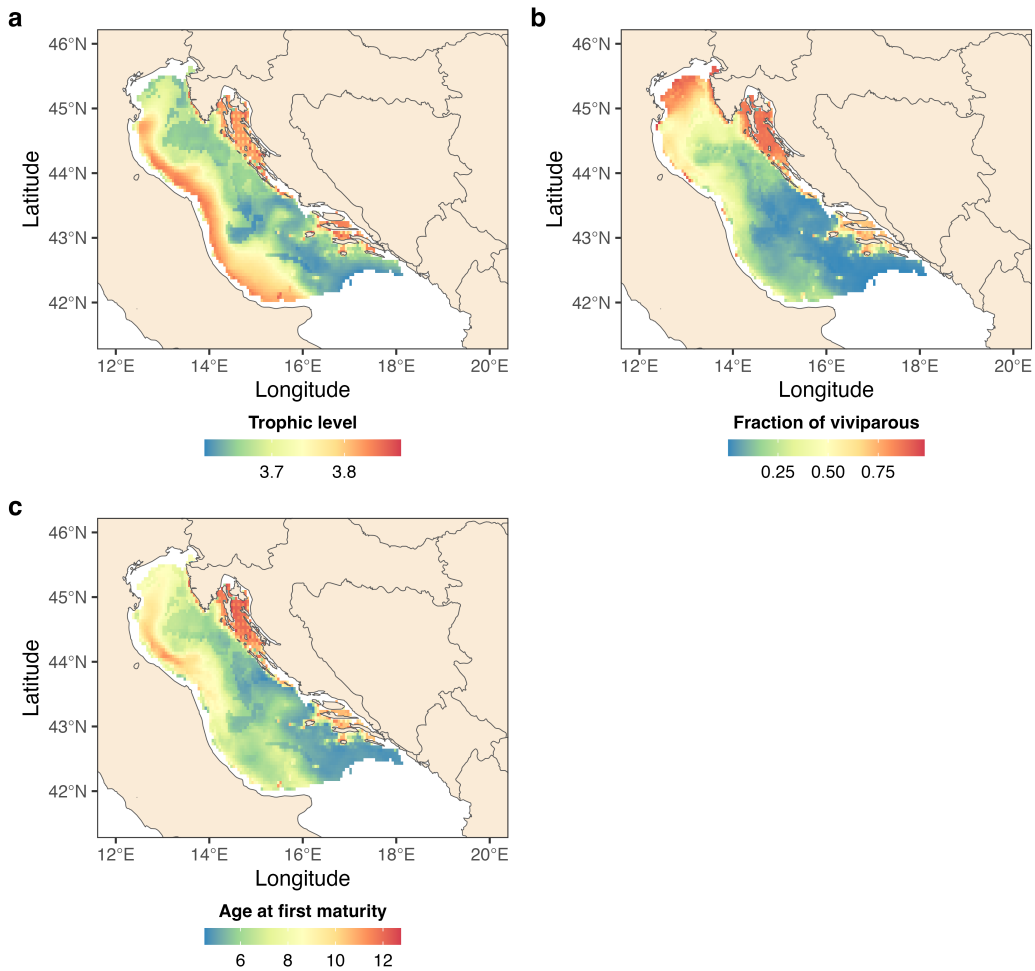 a
46°N
45°N
44°N
43°N
42°N
Latitude
12°E 14°E 16°E 18°E 20°E
Longitude
Trophic level
3.7 3.8
b
46°N
45°N
44°N
43°N
42°N
Latitude
12°E 14°E 16°E 18°E 20°E
Longitude
Fraction of viviparous
0.25 0.50 0.75
c
46°N
45°N
44°N
43°N
42°N
Latitude
12°E 14°E 16°E 18°E 20°E
Longitude
Age at first maturity
6 8 10 12